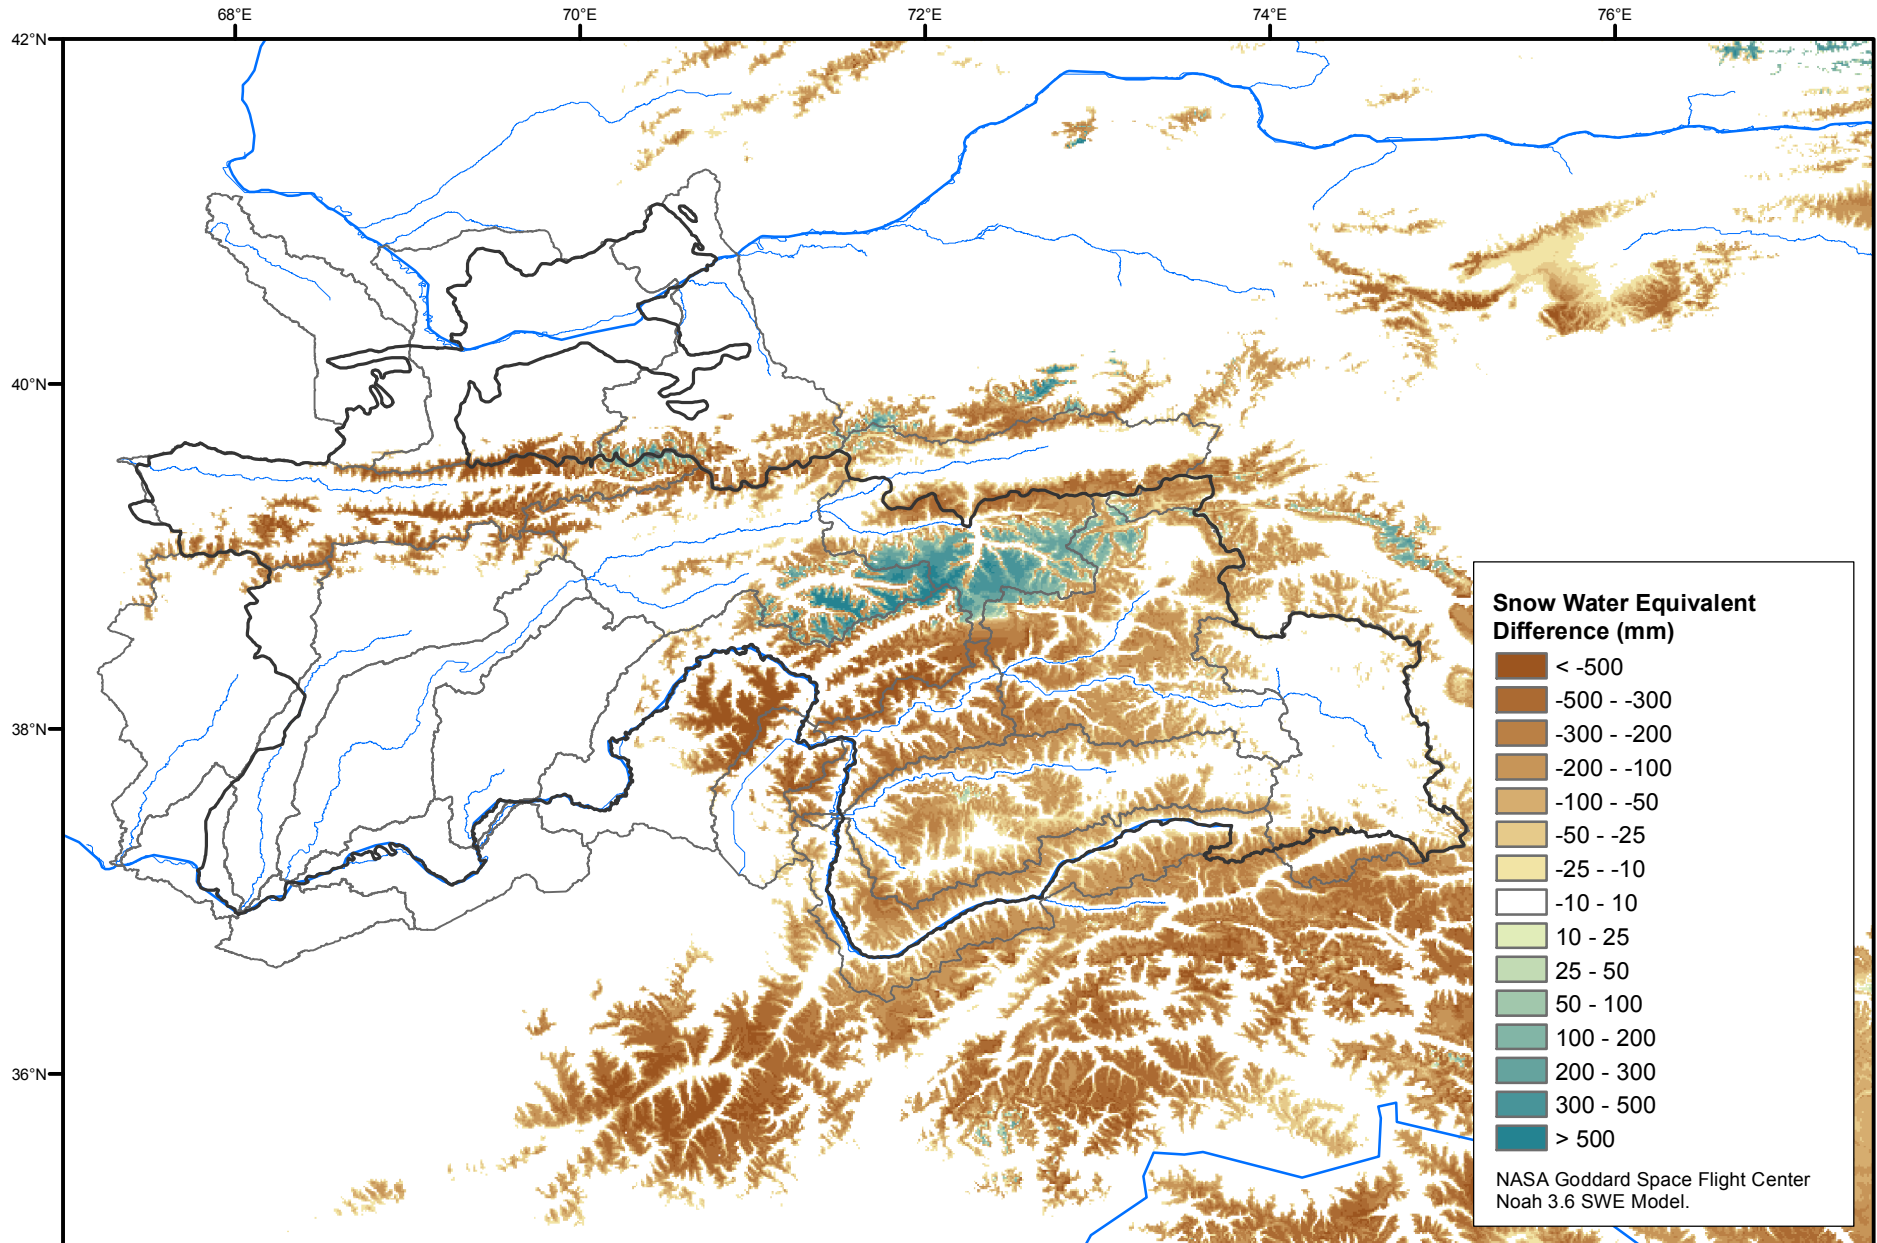 68°E
70°E
72°E
74°E
76°E
42°N
40°N
38°N
36°N
Snow Water Equivalent
Difference (mm)
< -500
-500 - -300
-300 - -200
-200 - -100
-100 - -50
-50 - -25
-25 - -10
-10 - 10
10 - 25
25 - 50
50 - 100
100 - 200
200 - 300
300 - 500
> 500
NASA Goddard Space Flight Center
Noah 3.6 SWE Model.